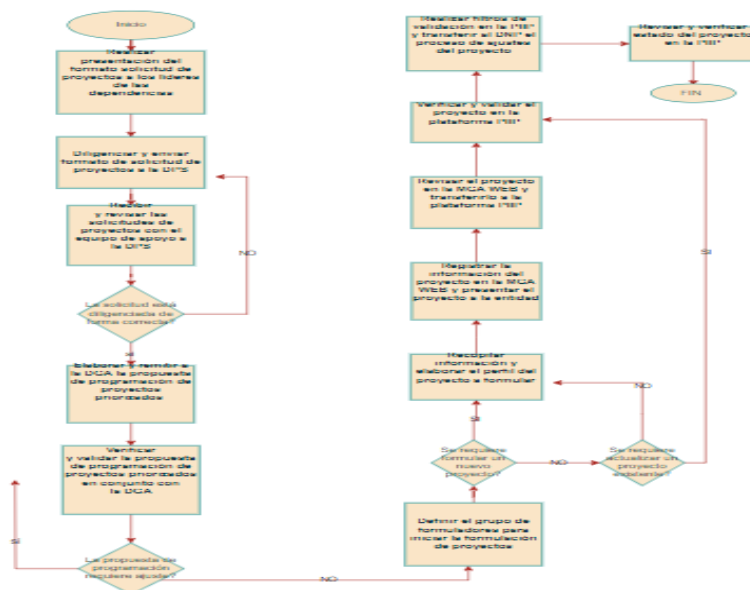 Inicio
Realizar
presentación del
formato solicitud de
proyectos a los líderes
de las
dependencias
Diligenciar y enviar
formato de solicitud de
proyectos a la OPS
Recibir
y revisar las
solicitudes de
proyectos con el
equipo de apoyo a
la OPS
NO
La solicitud está
diligenciada de
forma correcta?
SI
Elaborar y remitir a
la DGA la propuesta
de programación de
proyectos
priorizados
Verificar
y validar la propuesta
de programación de
proyectos priorizados
en conjunto con
la DGA
SI
La propuesta de
programación
requiere ajuste?
NO
Realizar filtros de
validación en la
y transferir al
proceso de ajustes
del proyecto
Revisar y verificar
estado del proyecto
en la
FIN
Verificar y validar el
proyecto en la
plataforma
Revisar el proyecto
en la MGA WEB y
transferirlo a la
plataforma
SI
Registrar la
información del
proyecto en la MGA
WEB y presentar el
proyecto a la entidad
Recopilar
información y
elaborar el perfil del
proyecto a formular
NO
SI
Se requiere
formular un
nuevo
proyecto?
NO
Se requiere
actualizar un
proyecto
existente?
Definir el grupo de
formuladores para
iniciar la formulación
de proyectos